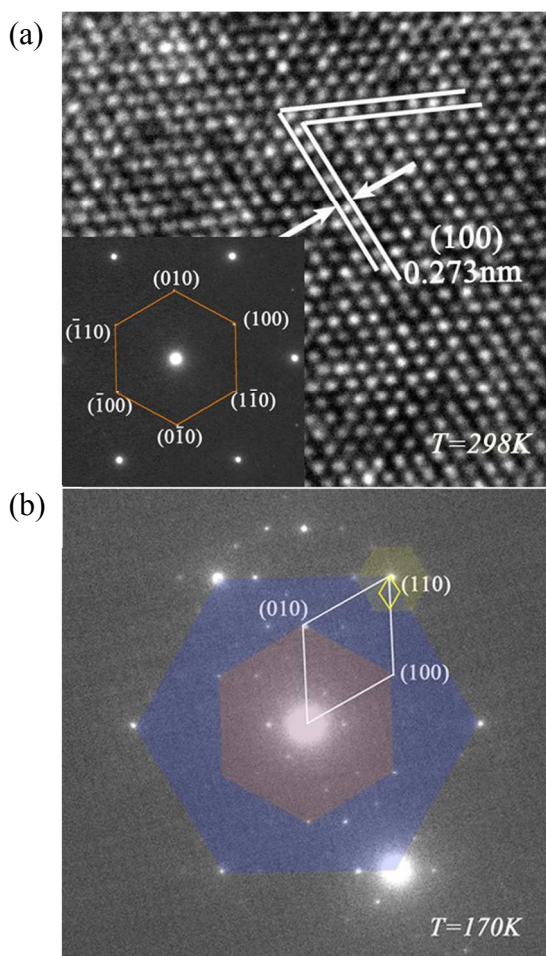 (a)
(100)
0.273nm
(010)
(1̄10)
(100)
(1̄00)
(11̄0)
(01̄0)
T=298K
(b)
(110)
(010)
(100)
T=170K